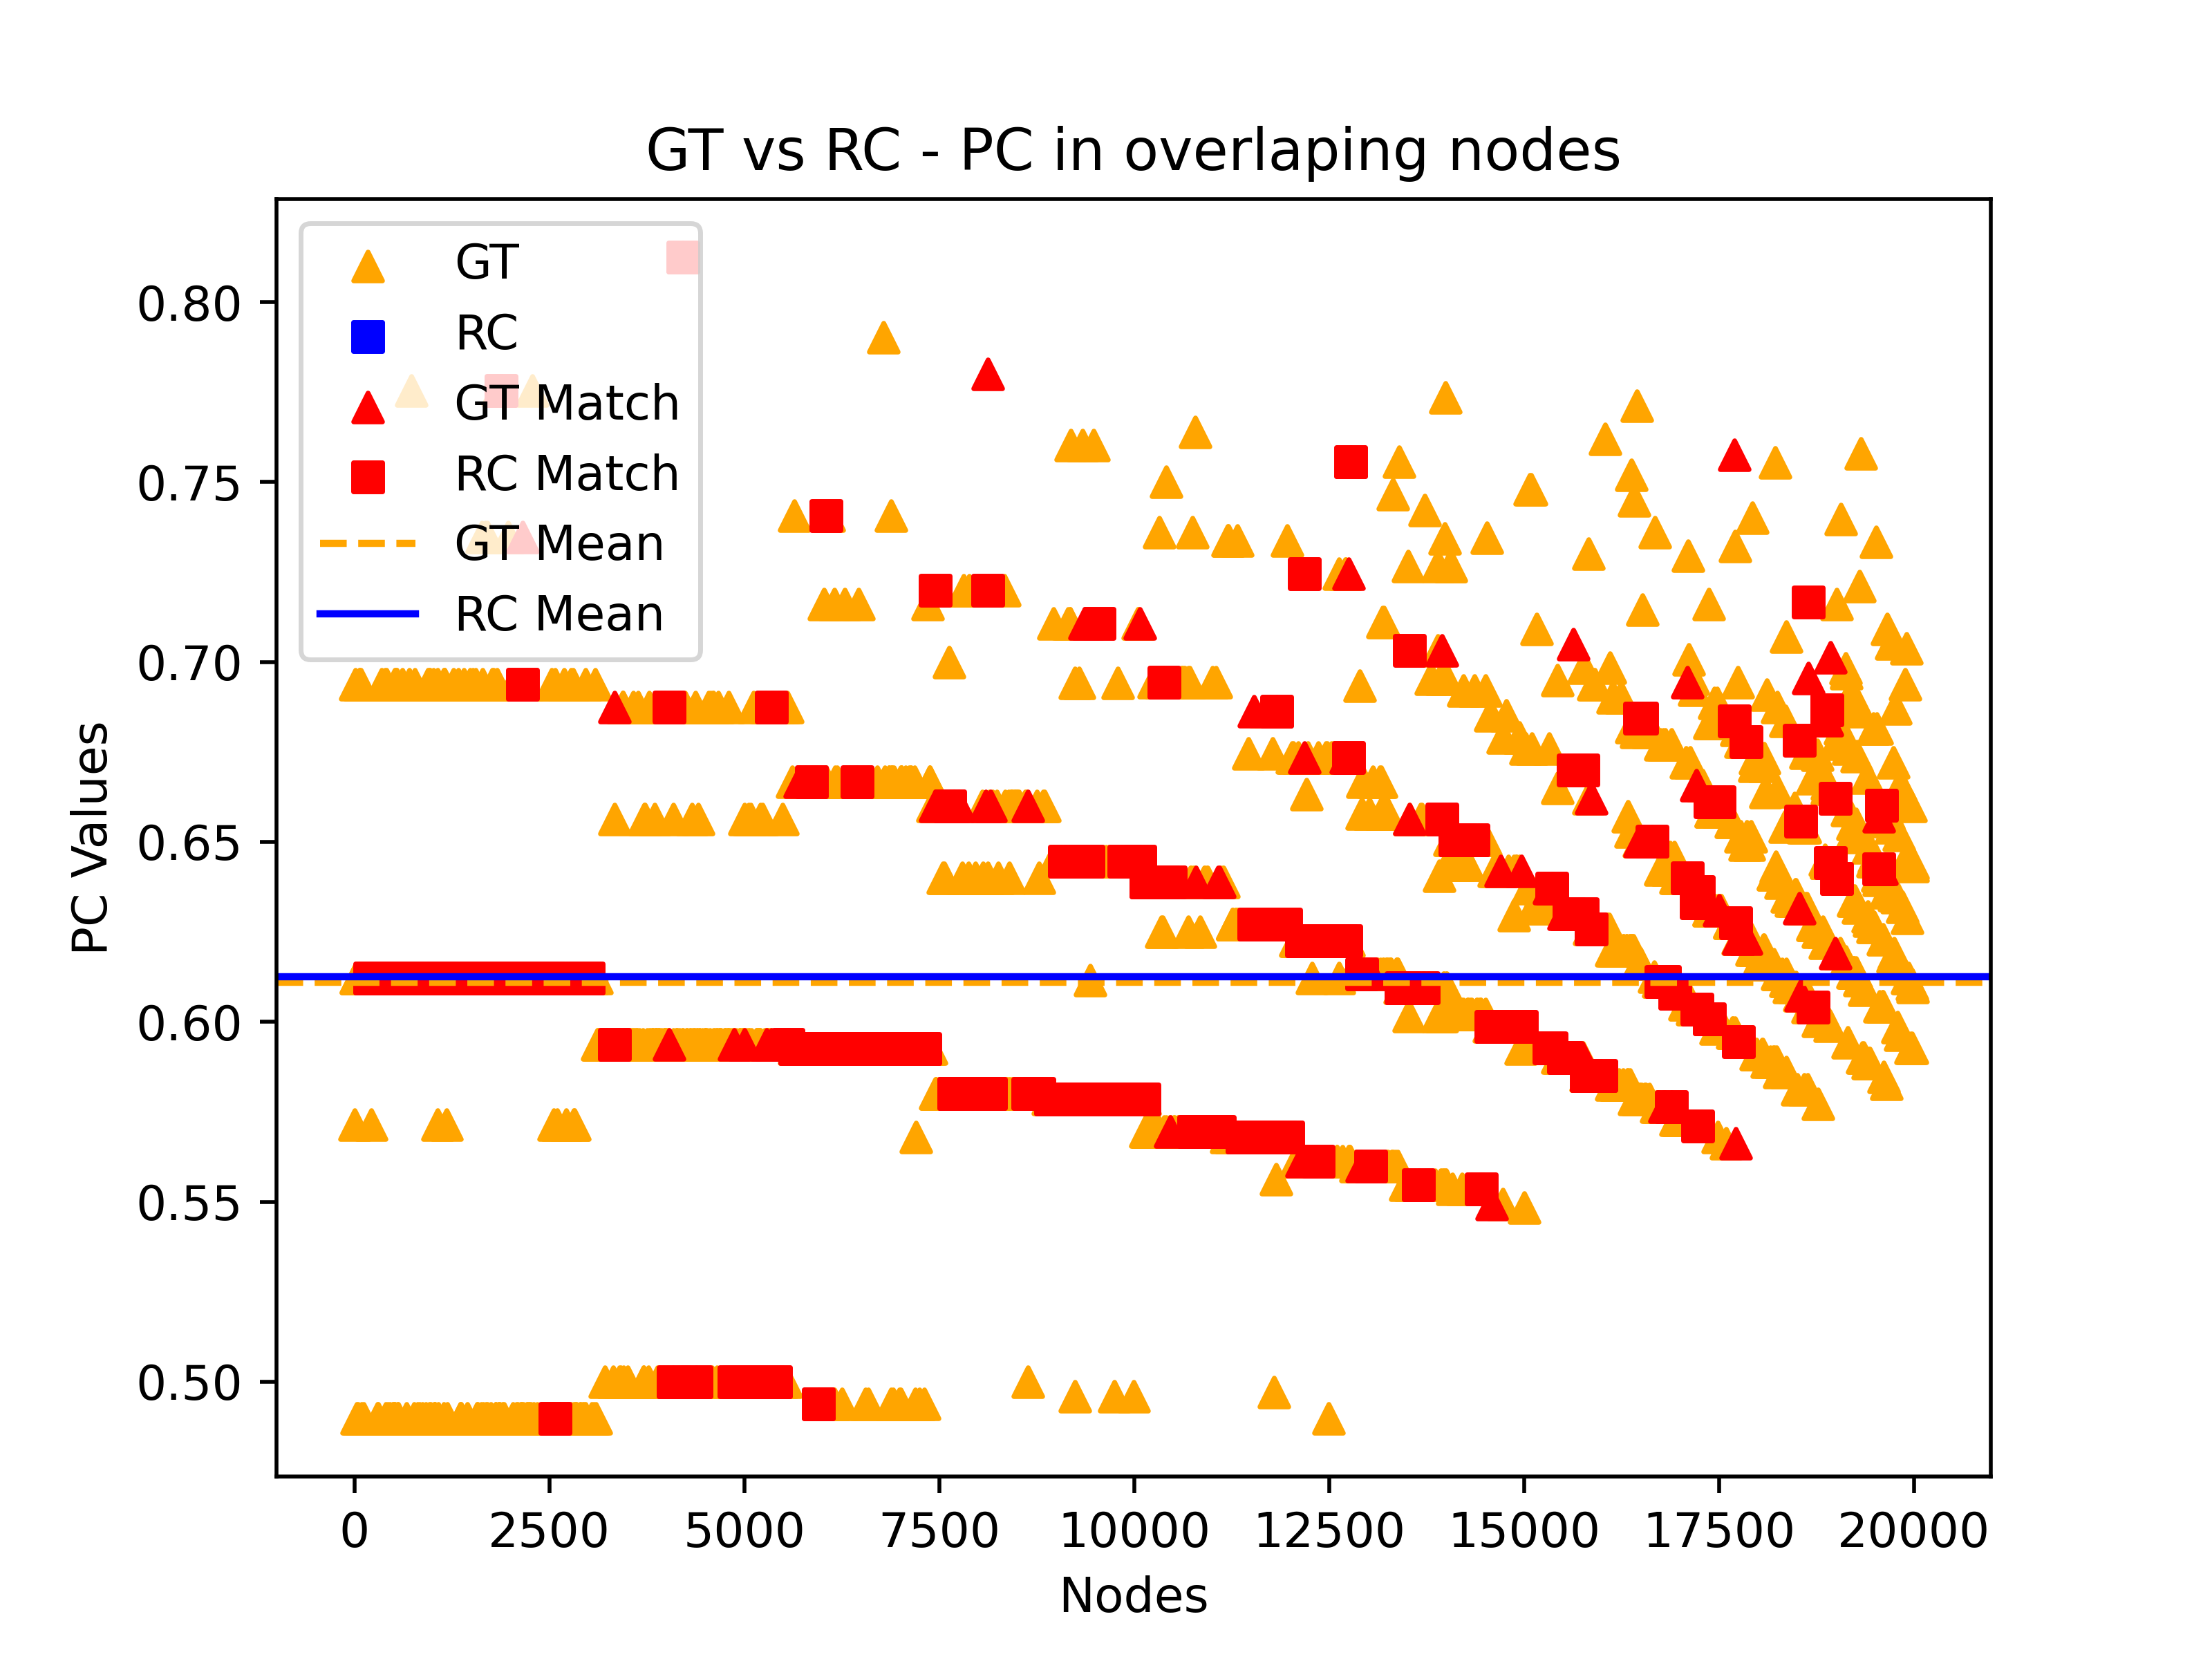 GT vs RC - PC in overlaping nodes
GT
RC
GT Match
RC Match
GT Mean
RC Mean
PC Values
0.80
0.75
0.70
0.65
0.60
0.55
0.50
0 2500 5000 7500 10000 12500 15000 17500 20000
Nodes